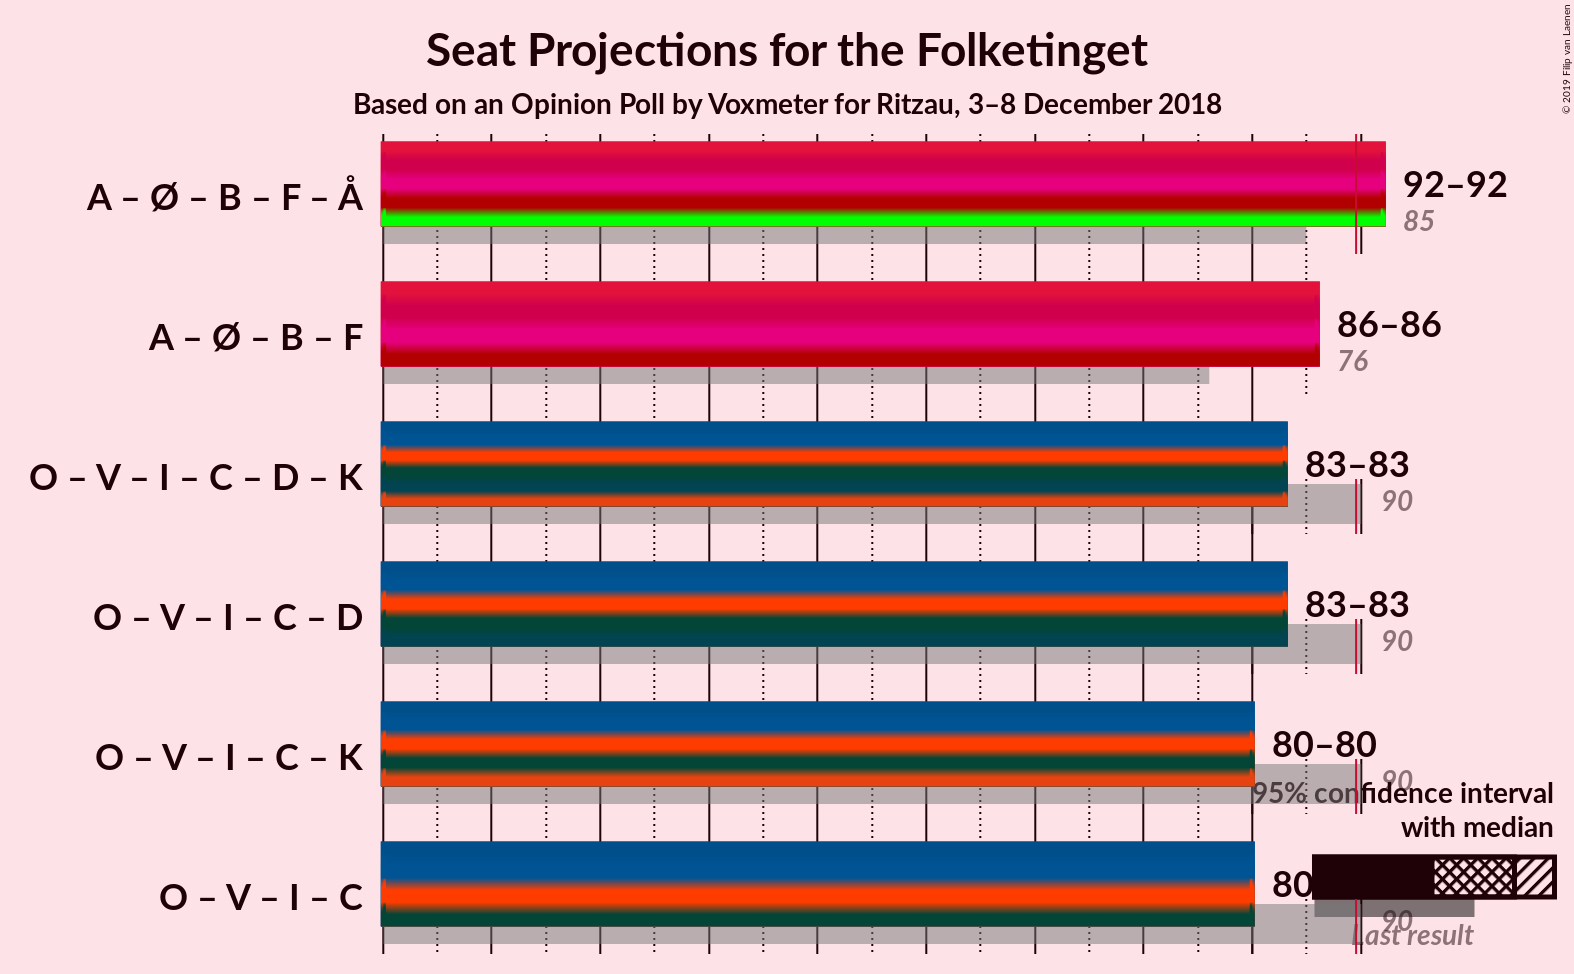 Seat Projections for the Folketinget
Based on an Opinion Poll by Voxmeter for Ritzau, 3–8 December 2018
© 2019 Filip van Laenen
A – Ø – B – F – Å
92–92
85
A – Ø – B – F
86–86
76
O – V – I – C – D – K
83–83
90
O – V – I – C – D
83–83
90
O – V – I – C – K
80–80
90
95% confidence interval
with median
O – V – I – C
80
90
Last result